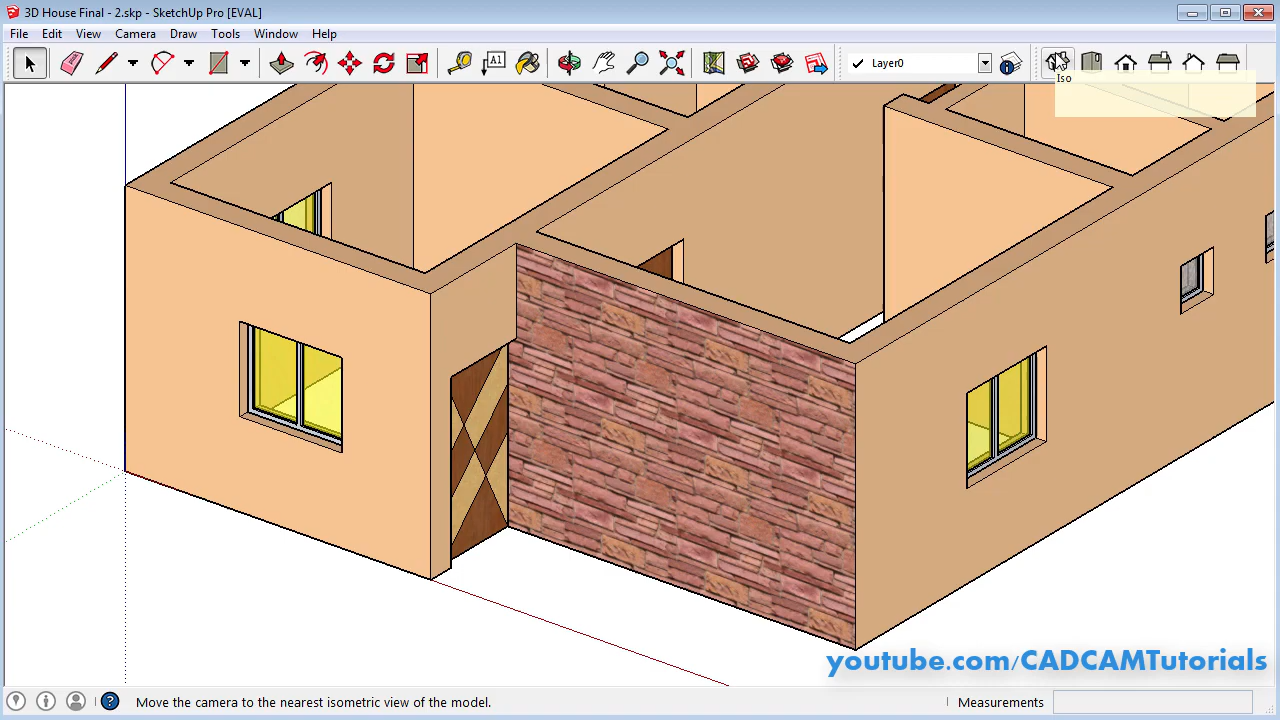 3D House Final - 2.skp - SketchUp Pro [EVAL]
File Edit View Camera Draw Tools Window Help
A1
Layer0
Iso
youtube.com/CADCAMTutorials
Move the camera to the nearest isometric view of the model.
Measurements